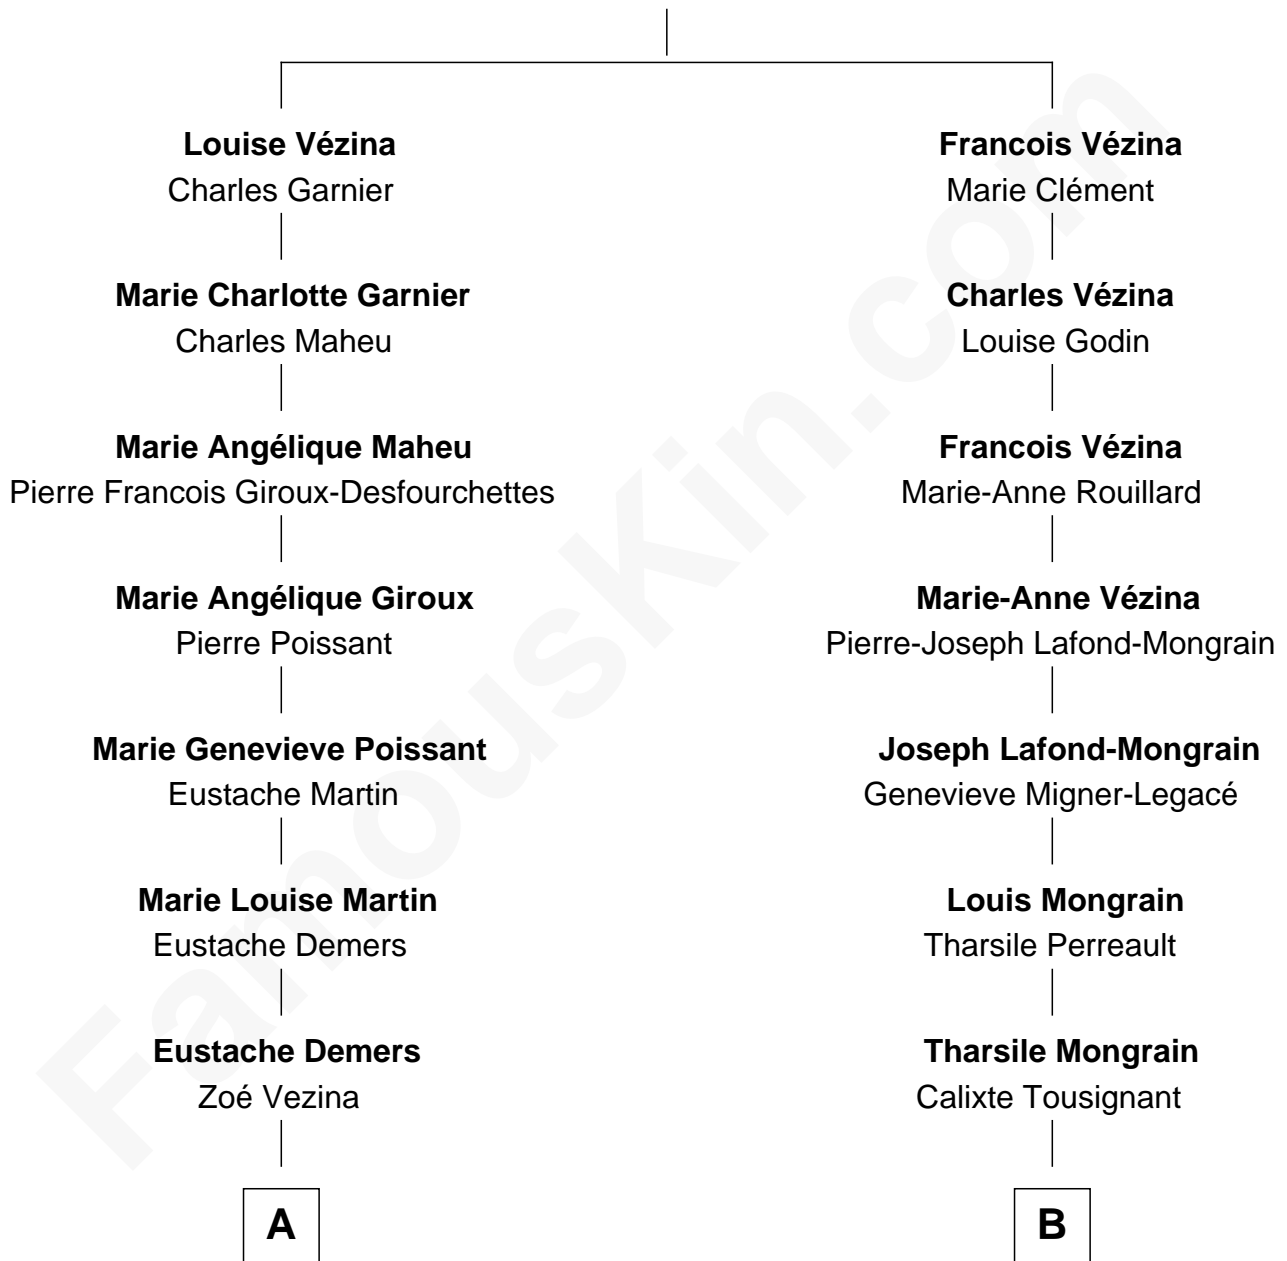 Louise Vézina
Charles Garnier
Marie Charlotte Garnier
Charles Maheu
Marie Angélique Maheu
Pierre Francois Giroux-Desfourchettes
Marie Angélique Giroux
Pierre Poissant
Marie Genevieve Poissant
Eustache Martin
Marie Louise Martin
Eustache Demers
Eustache Demers
Zoé Vezina
A
Francois Vézina
Marie Clément
Charles Vézina
Louise Godin
Francois Vézina
Marie-Anne Rouillard
Marie-Anne Vézina
Pierre-Joseph Lafond-Mongrain
Joseph Lafond-Mongrain
Genevieve Migner-Legacé
Louis Mongrain
Tharsile Perreault
Tharsile Mongrain
Calixte Tousignant
B
FamousKin.com